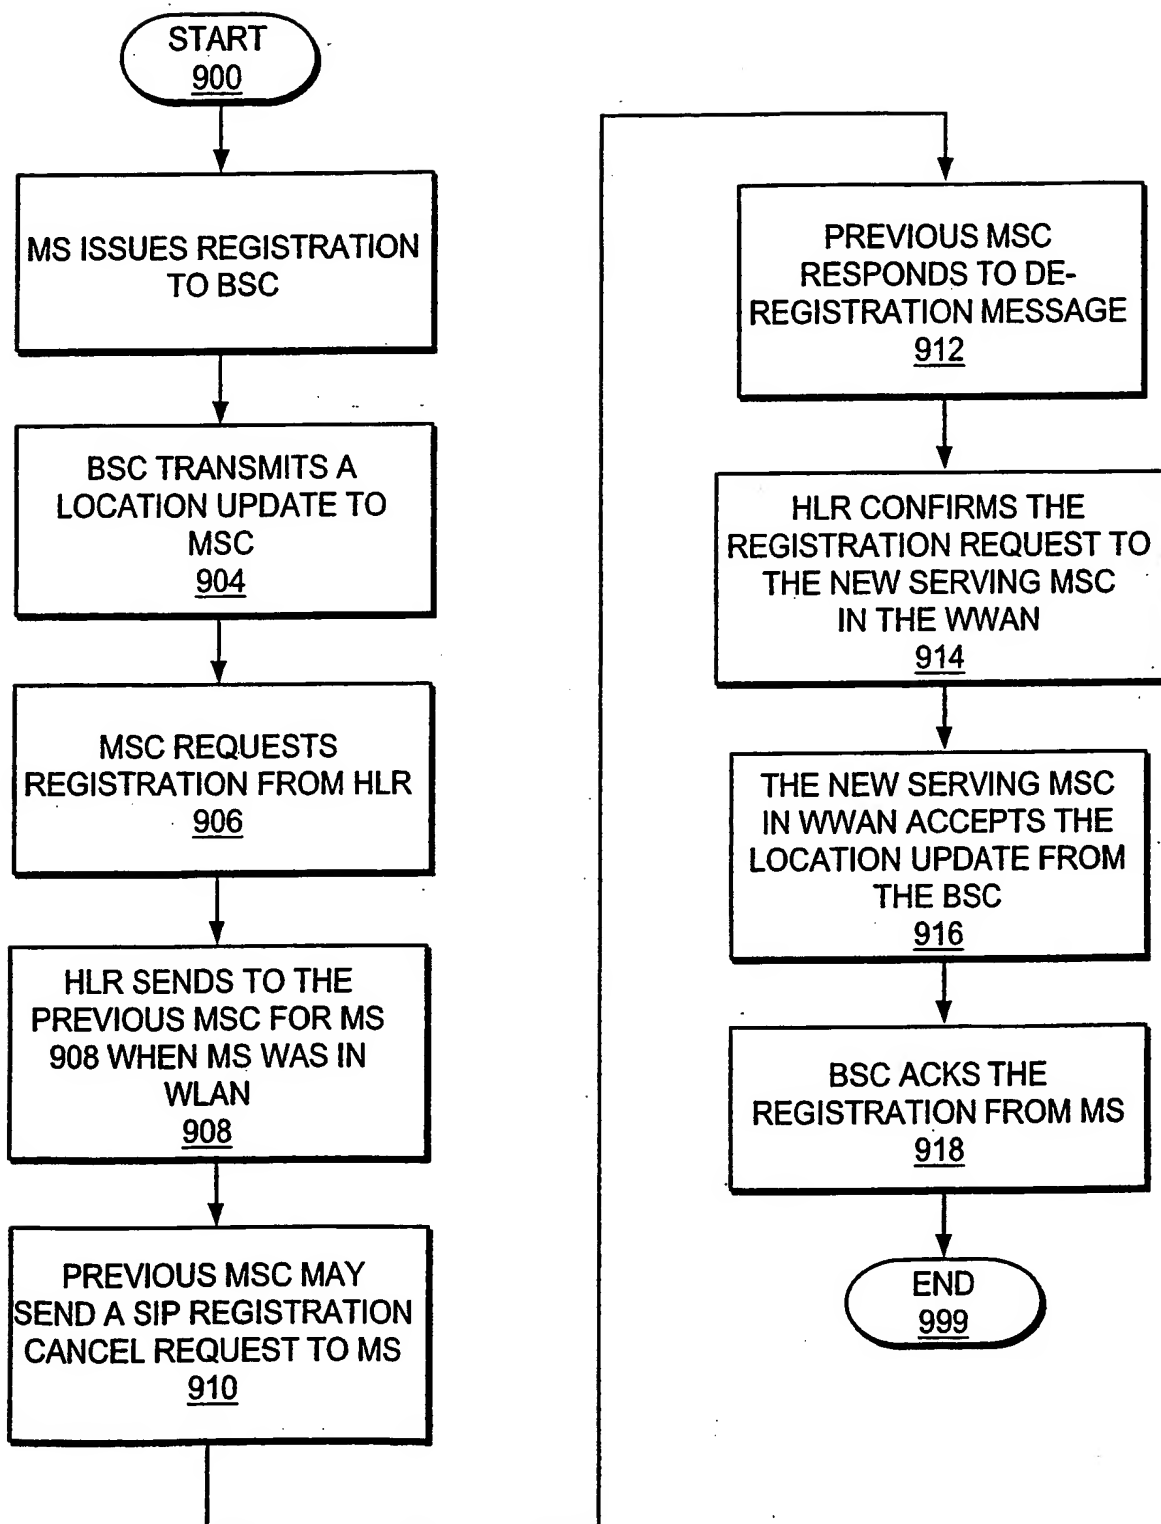 START
900
MS ISSUES REGISTRATION
TO BSC
BSC TRANSMITS A
LOCATION UPDATE TO
MSC
904
MSC REQUESTS
REGISTRATION FROM HLR
906
HLR SENDS TO THE
PREVIOUS MSC FOR MS
908 WHEN MS WAS IN
WLAN
908
PREVIOUS MSC MAY
SEND A SIP REGISTRATION
CANCEL REQUEST TO MS
910
PREVIOUS MSC
RESPONDS TO DE-
REGISTRATION MESSAGE
912
HLR CONFIRMS THE
REGISTRATION REQUEST TO
THE NEW SERVING MSC
IN THE WWAN
914
THE NEW SERVING MSC
IN WWAN ACCEPTS THE
LOCATION UPDATE FROM
THE BSC
916
BSC ACKS THE
REGISTRATION FROM MS
918
END
999